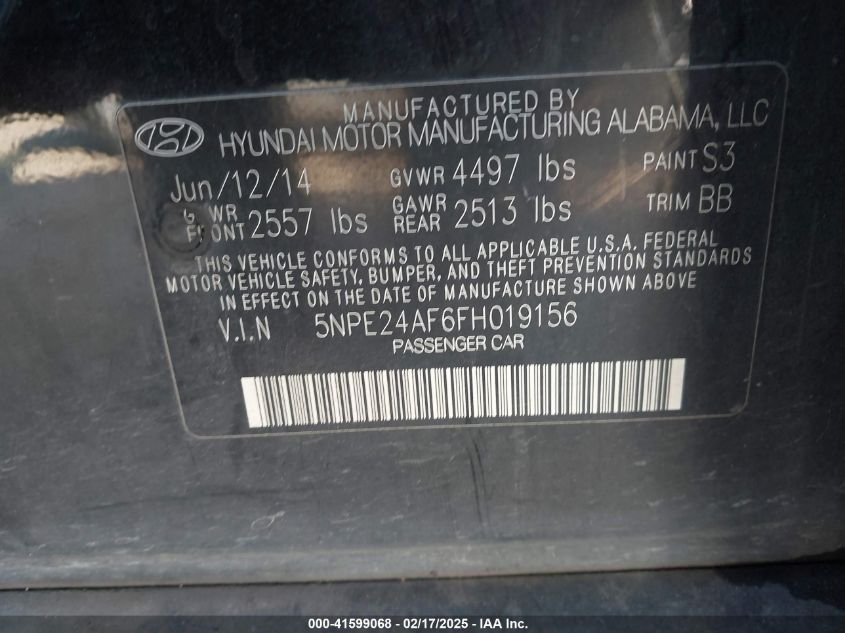 MANUFACTURED BY
HYUNDAI MOTOR MANUFACTURING ALABAMA, LLC
Jun/12/14 GVWR 4497 lbs PAINT S3
G WR FRONT 2557 lbs GAWR REAR 2513 lbs TRIM BB
THIS VEHICLE CONFORMS TO ALL APPLICABLE U.S.A. FEDERAL
MOTOR VEHICLE SAFETY, BUMPER, AND THEFT PREVENTION STANDARDS
IN EFFECT ON THE DATE OF MANUFACTURE SHOWN ABOVE
V.I.N 5NPE24AF6FH019156
PASSENGER CAR
000-41599068 - 02/17/2025 - IAA Inc.